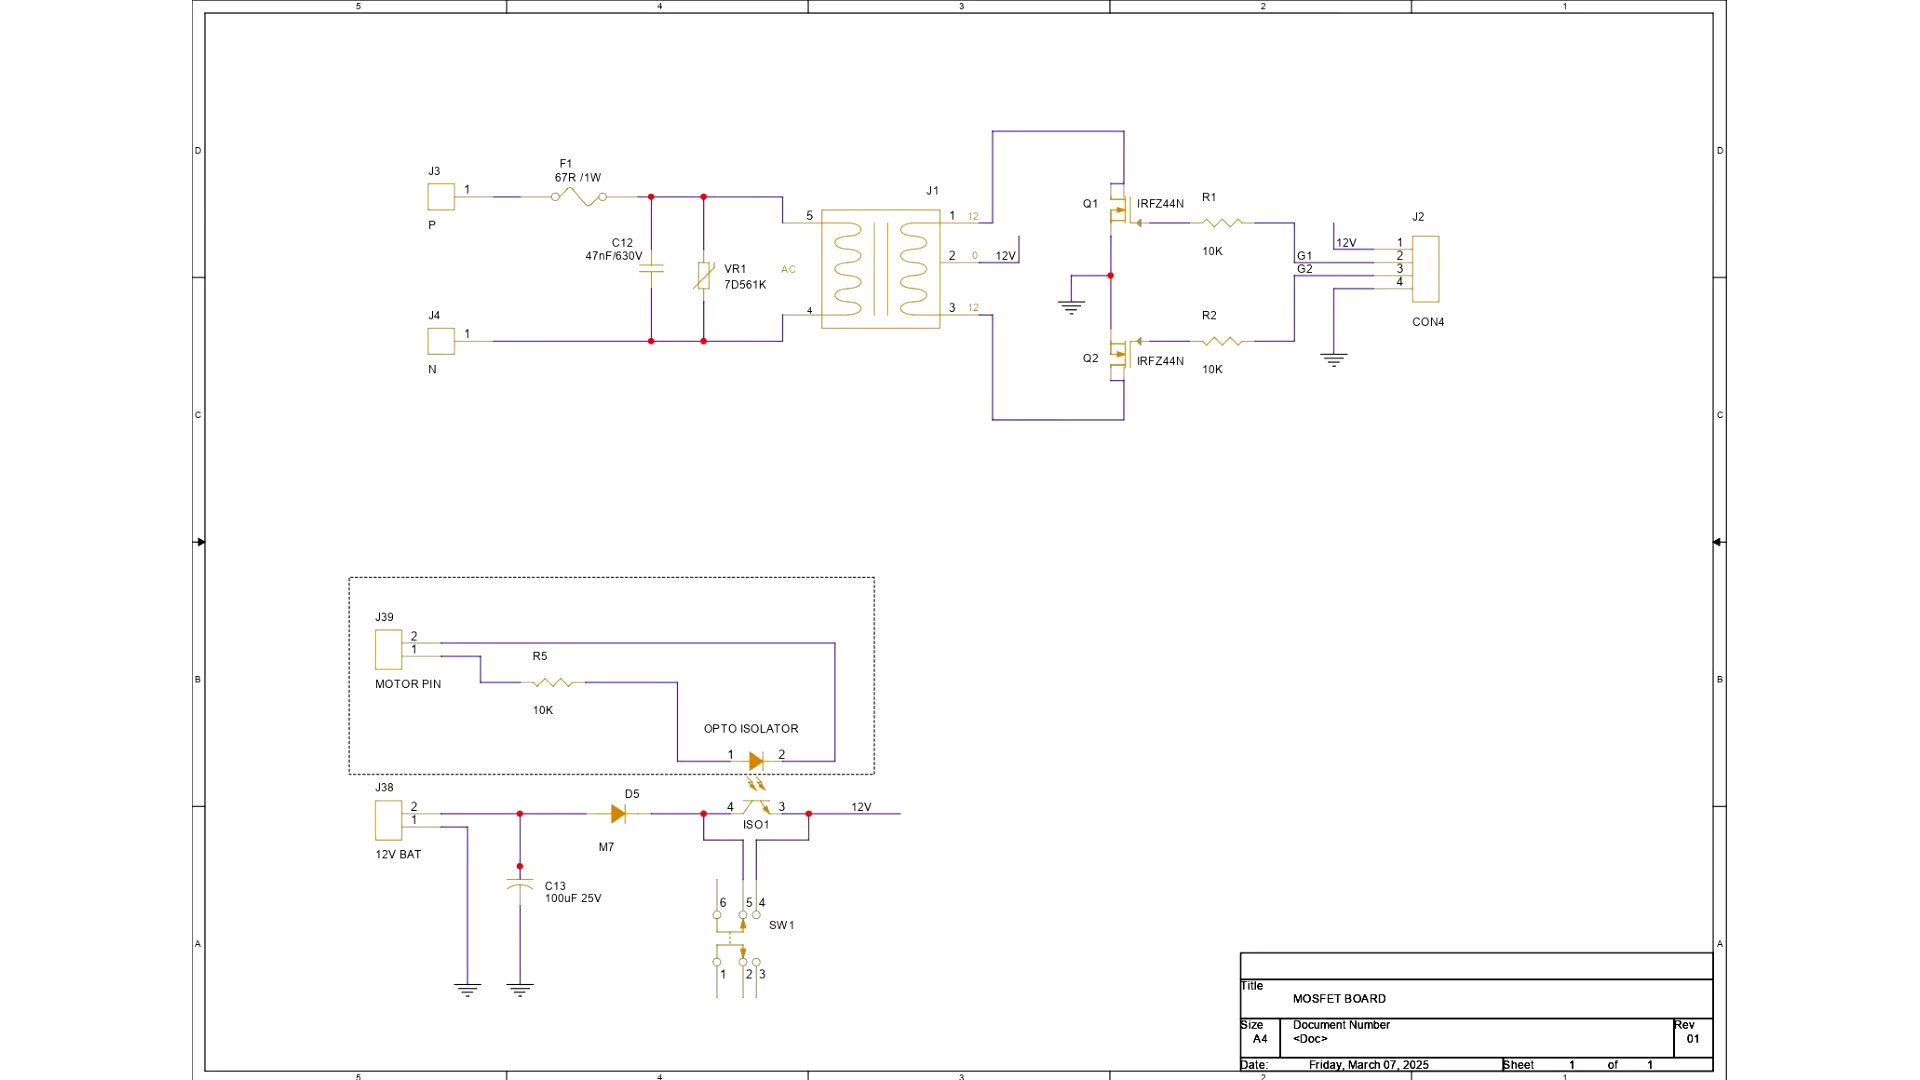 5 4 3 2 1
D D
J3
1
P
F1
67R /1W
C12
47nF/630V
VR1
7D561K
AC
J4
1
N
J1
5
4
1 12
2 0 12V
3 12
Q1
IRFZ44N
R1
10K
Q2
IRFZ44N
R2
10K
J2
12V
G1
G2
1
2
3
4
CON4
C C
J39
2
1
MOTOR PIN
R5
10K
OPTO ISOLATOR
1 2
B B
J38
2
1
12V BAT
D5
M7
4 3
ISO1
12V
C13
100uF 25V
6 5 4
SW1
1 2 3
A A
Title
MOSFET BOARD
Size
A4
Document Number
<Doc>
Rev
01
Date: Friday, March 07, 2025 Sheet 1 of 1
5 4 3 2 1